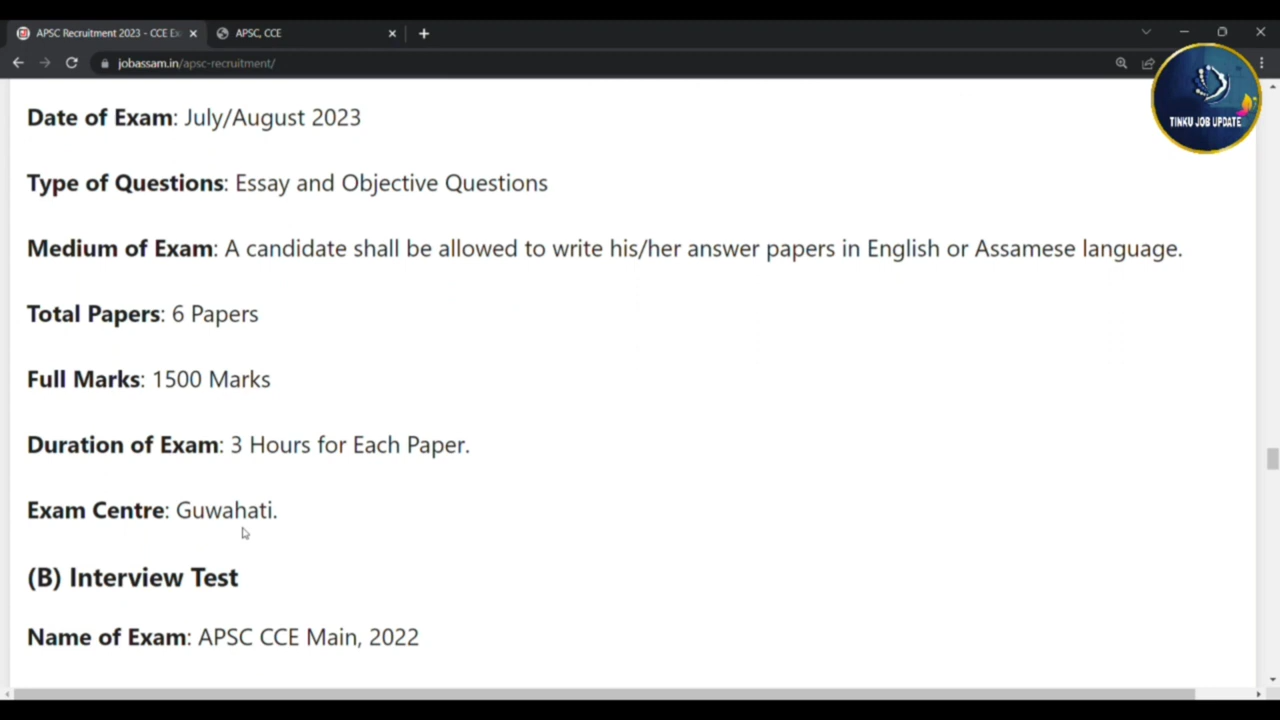 APSC Recruitment 2023 - CCE Ex
APSC, CCE
jobassam.in/apsc-recruitment/
TINKU JOB UPDATE
Date of Exam: July/August 2023
Type of Questions: Essay and Objective Questions
Medium of Exam: A candidate shall be allowed to write his/her answer papers in English or Assamese language.
Total Papers: 6 Papers
Full Marks: 1500 Marks
Duration of Exam: 3 Hours for Each Paper.
Exam Centre: Guwahati.
(B) Interview Test
Name of Exam: APSC CCE Main, 2022